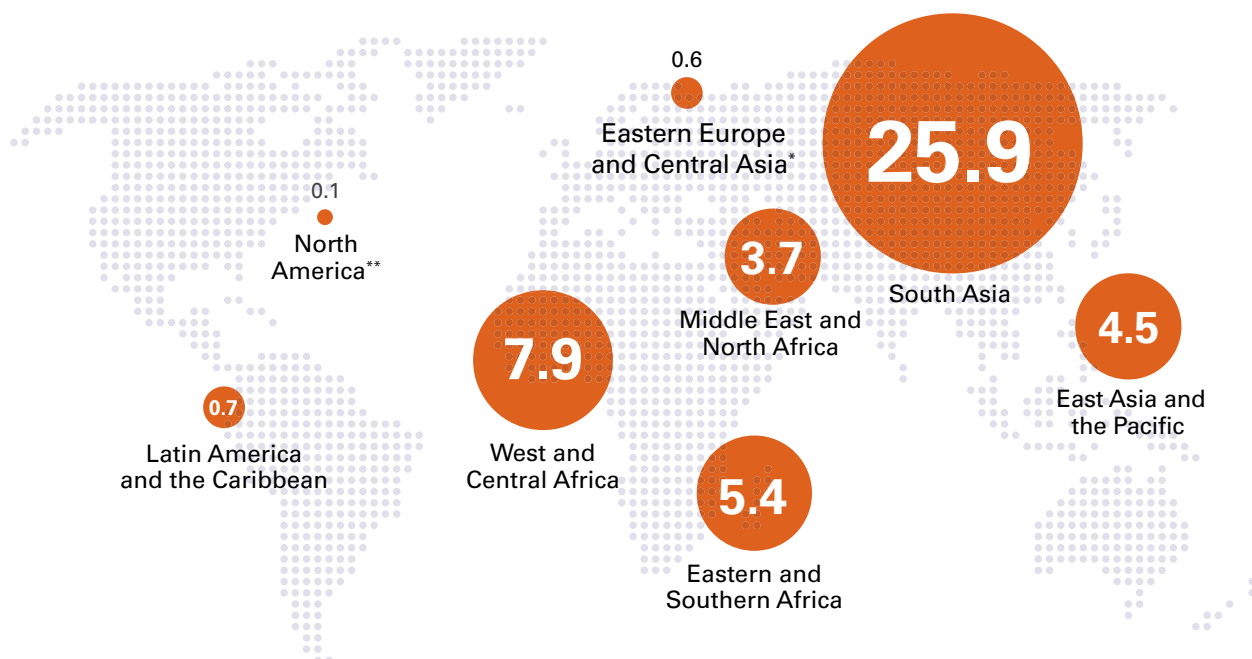 0.6
Eastern Europe
and Central Asia*
25.9
South Asia
0.1
North
America**
3.7
Middle East and
North Africa
4.5
East Asia and
the Pacific
7.9
West and
Central Africa
0.7
Latin America
and the Caribbean
5.4
Eastern and
Southern Africa